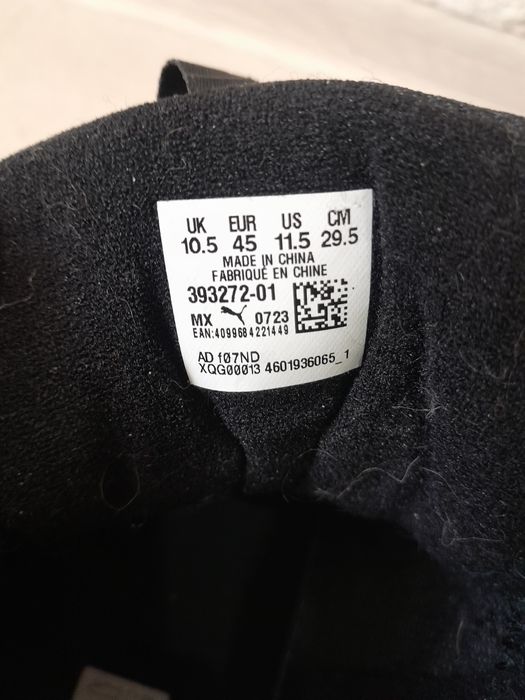 UK EUR US CM
10.5 45 11.5 29.5
MADE IN CHINA
FABRIQUÉ EN CHINE
393272-01
MX 0723
EAN:4099684221449
AD f07ND
XQG00013 4601936065_1